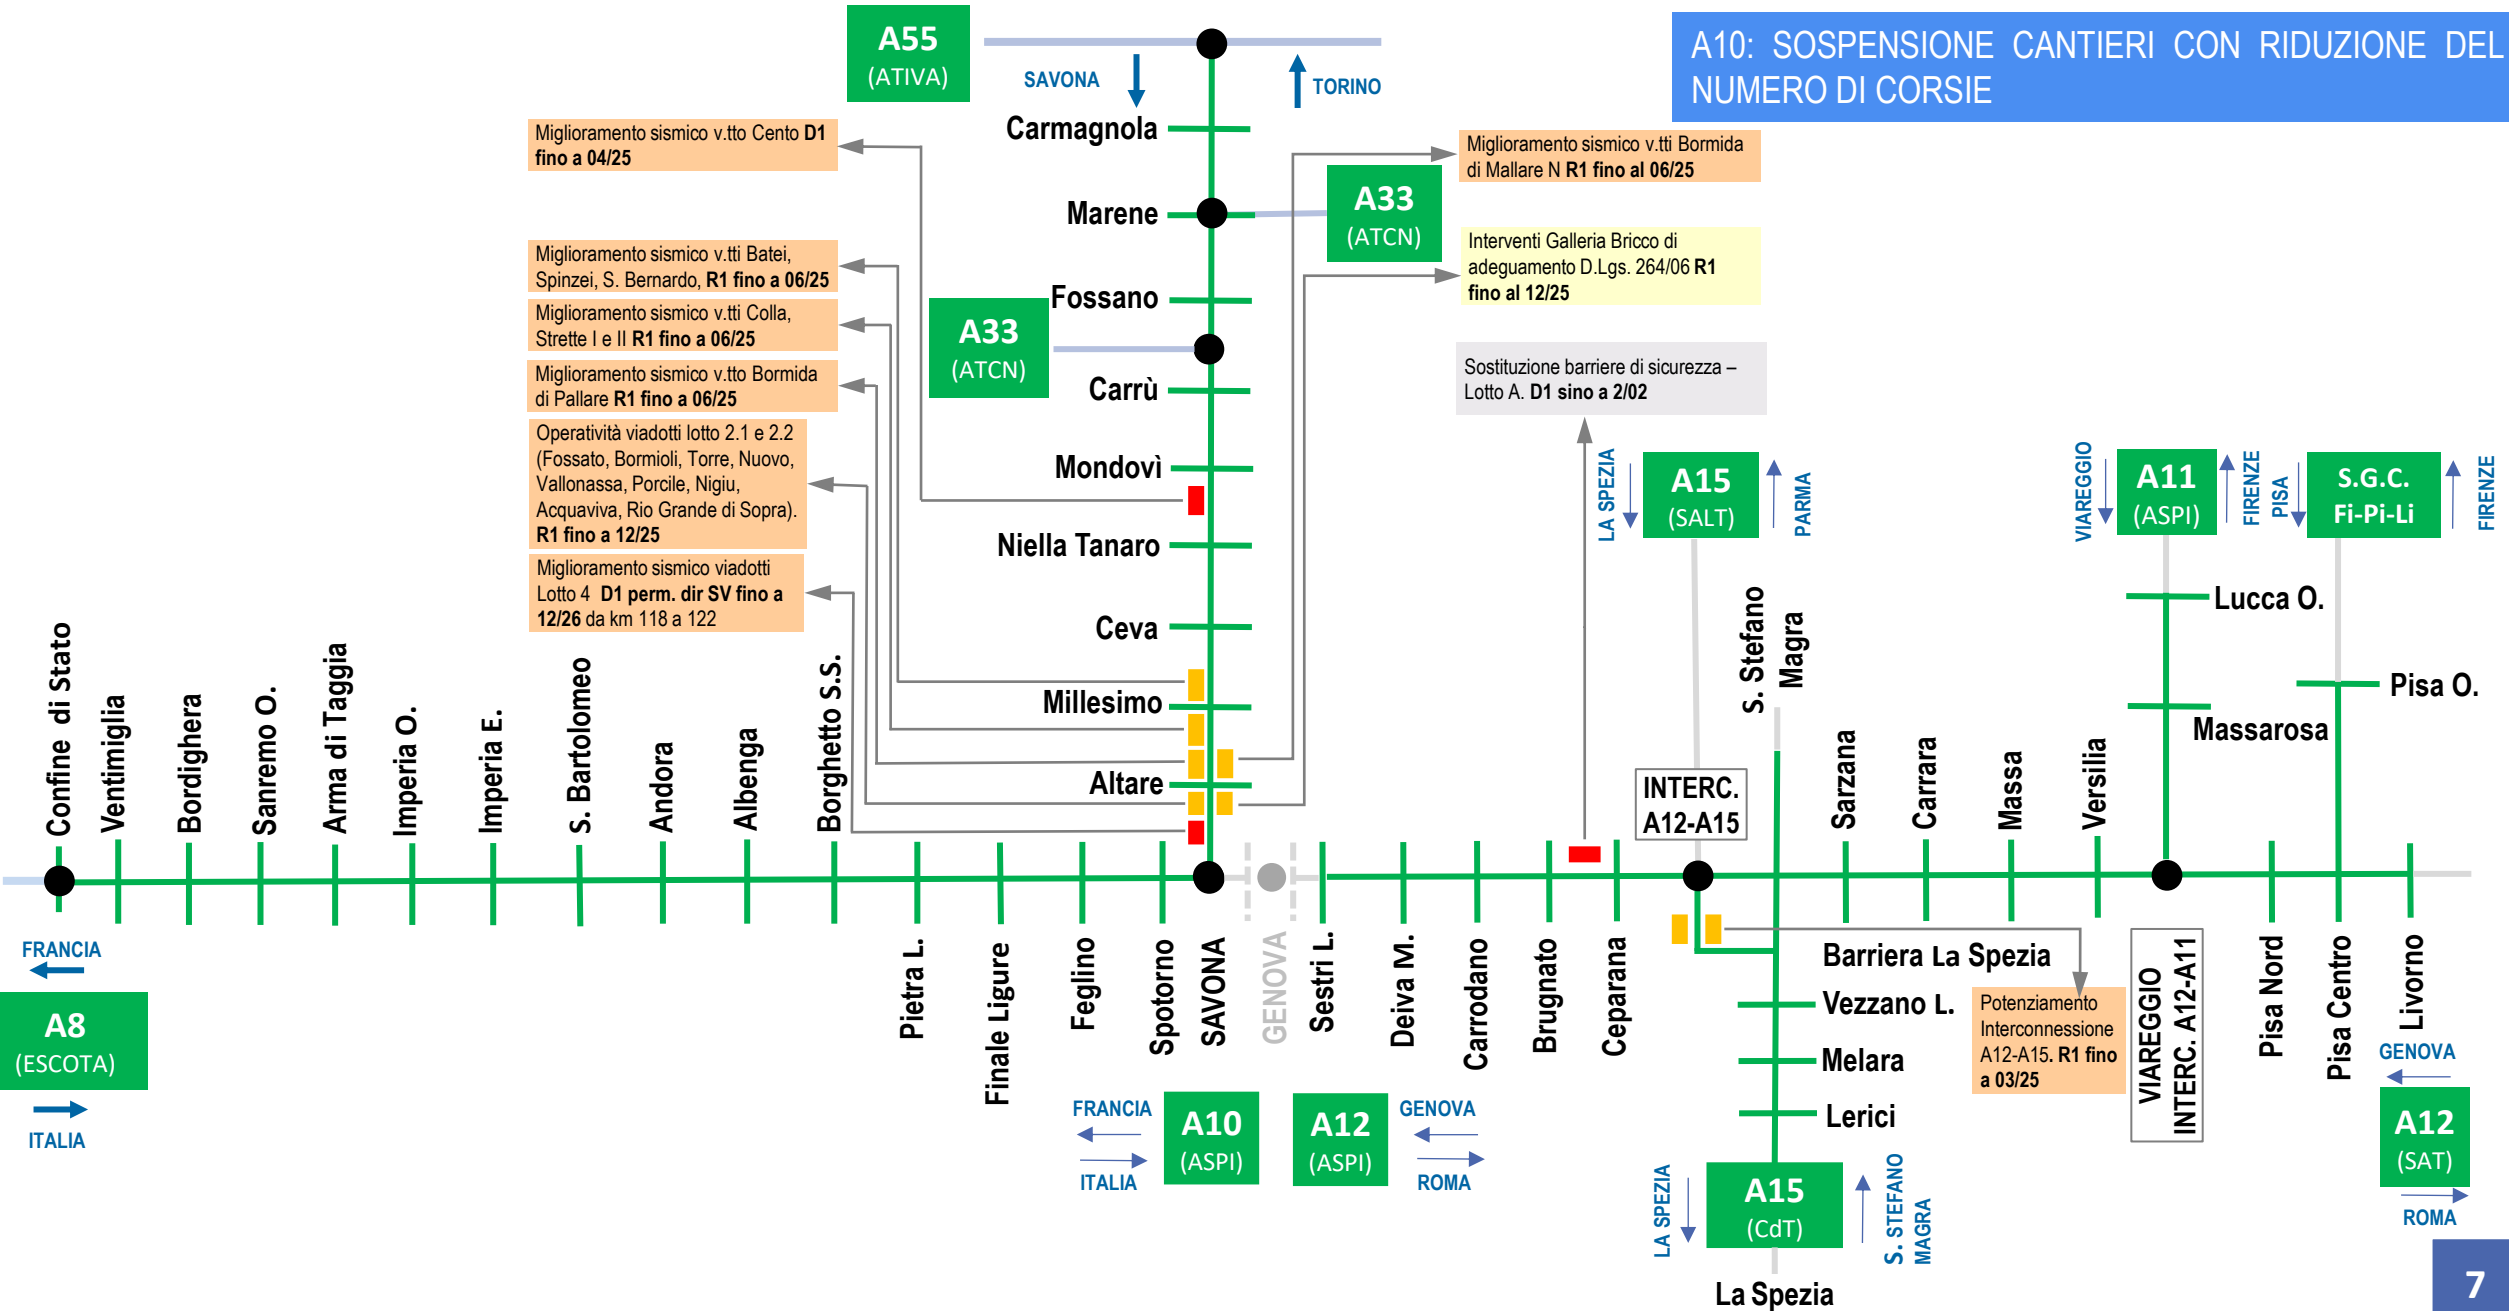 A10: SOSPENSIONE CANTIERI CON RIDUZIONE DEL
NUMERO DI CORSIE
A55
(ATIVA)
SAVONA
TORINO
Carmagnola
Marene
Fossano
Carrù
Mondovì
Niella Tanaro
Ceva
Millesimo
Altare
A33
(ATCN)
A33
(ATCN)
Miglioramento sismico v.tto Cento D1
fino a 04/25
Miglioramento sismico v.tti Batei,
Spinzei, S. Bernardo, R1 fino a 06/25
Miglioramento sismico v.tti Colla,
Strette I e II R1 fino a 06/25
Miglioramento sismico v.tto Bormida
di Pallare R1 fino a 06/25
Operatività viadotti lotto 2.1 e 2.2
(Fossato, Bormioli, Torre, Nuovo,
Vallonassa, Porcile, Nigiu,
Acquaviva, Rio Grande di Sopra).
R1 fino a 12/25
Miglioramento sismico viadotti
Lotto 4 D1 perm. dir SV fino a
12/26 da km 118 a 122
Miglioramento sismico v.tti Bormida
di Mallare N R1 fino al 06/25
Interventi Galleria Bricco di
adeguamento D.Lgs. 264/06 R1
fino al 12/25
Sostituzione barriere di sicurezza –
Lotto A. D1 sino a 2/02
LA SPEZIA
A15
(SALT)
PARMA
VIAREGGIO
A11
(ASPI)
FIRENZE
PISA
S.G.C.
Fi-Pi-Li
FIRENZE
Lucca O.
Massarosa
Pisa O.
Confine di Stato
Ventimiglia
Bordighera
Sanremo O.
Arma di Taggia
Imperia O.
Imperia E.
S. Bartolomeo
Andora
Albenga
Borghetto S.S.
Pietra L.
Finale Ligure
Feglino
Spotorno
SAVONA
GENOVA
Sestri L.
Deiva M.
Carrodano
Brugnato
Ceparana
INTERC.
A12-A15
S. Stefano
Magra
Sarzana
Carrara
Massa
Versilia
VIAREGGIO
INTERC. A12-A11
Pisa Nord
Pisa Centro
Livorno
Barriera La Spezia
Vezzano L.
Melara
Lerici
Potenziamento
Interconnessione
A12-A15. R1 fino
a 03/25
FRANCIA
A8
(ESCOTA)
ITALIA
FRANCIA
ITALIA
A10
(ASPI)
A12
(ASPI)
GENOVA
ROMA
LA SPEZIA
A15
(CdT)
S. STEFANO
MAGRA
La Spezia
GENOVA
A12
(SAT)
ROMA
7